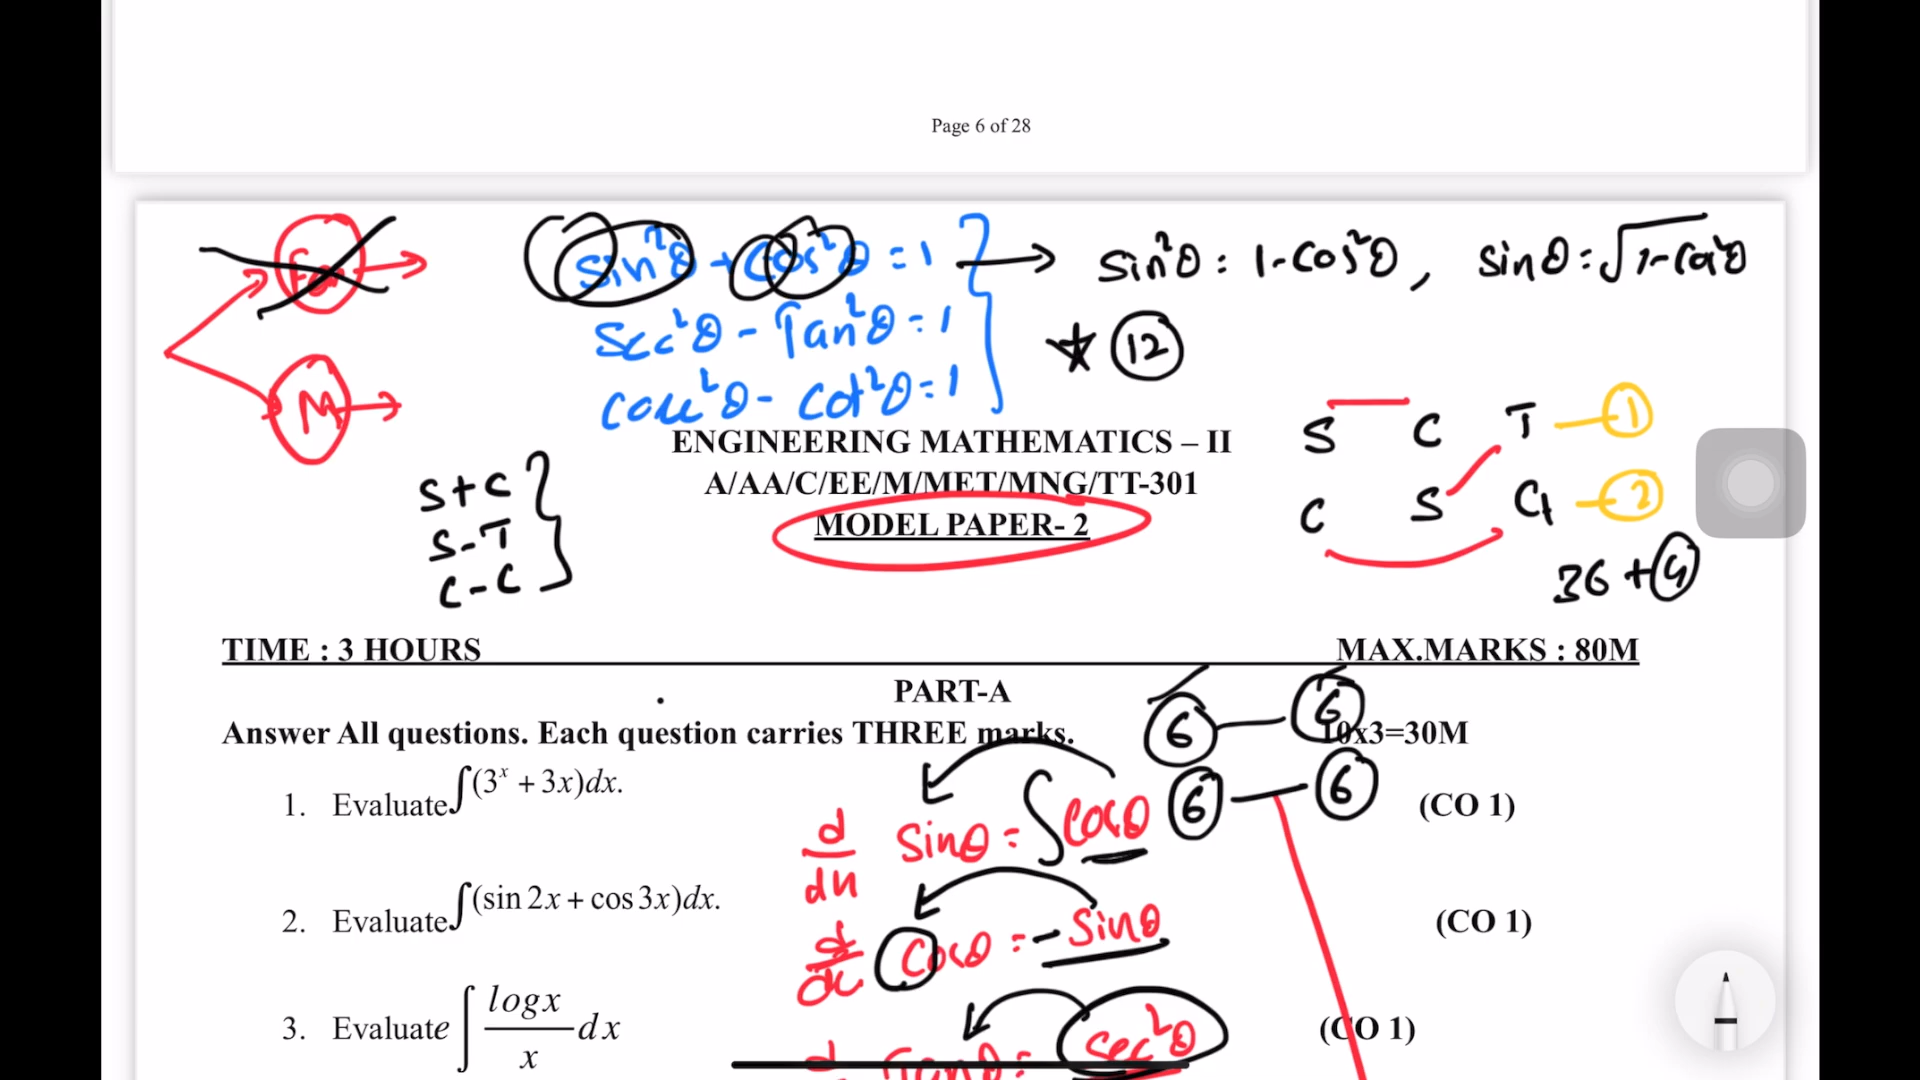 Page 6 of 28
sin²θ + cos²θ = 1
sin²θ = 1 - cos²θ, sinθ = √1 - cos²θ
sec²θ - Tan²θ = 1
12
cosec²θ - cot²θ = 1
M
S C T - 1
C S C - 2
36 + 4
S+C
S-T
C-C
ENGINEERING MATHEMATICS – II
A/AA/C/EE/M/MET/MNG/TT-301
MODEL PAPER- 2
TIME : 3 HOURS MAX.MARKS : 80M
PART-A
Answer All questions. Each question carries THREE marks. 10x3=30M
6 - 6
6 - 6
1. Evaluate ∫(3ˣ + 3x)dx. (CO 1)
d/dx sinθ = ∫cosθ
2. Evaluate ∫(sin 2x + cos 3x)dx. (CO 1)
d/dx cosθ = -sinθ
3. Evaluate ∫ logx/x dx (CO 1)
d Tanθ = sec²θ